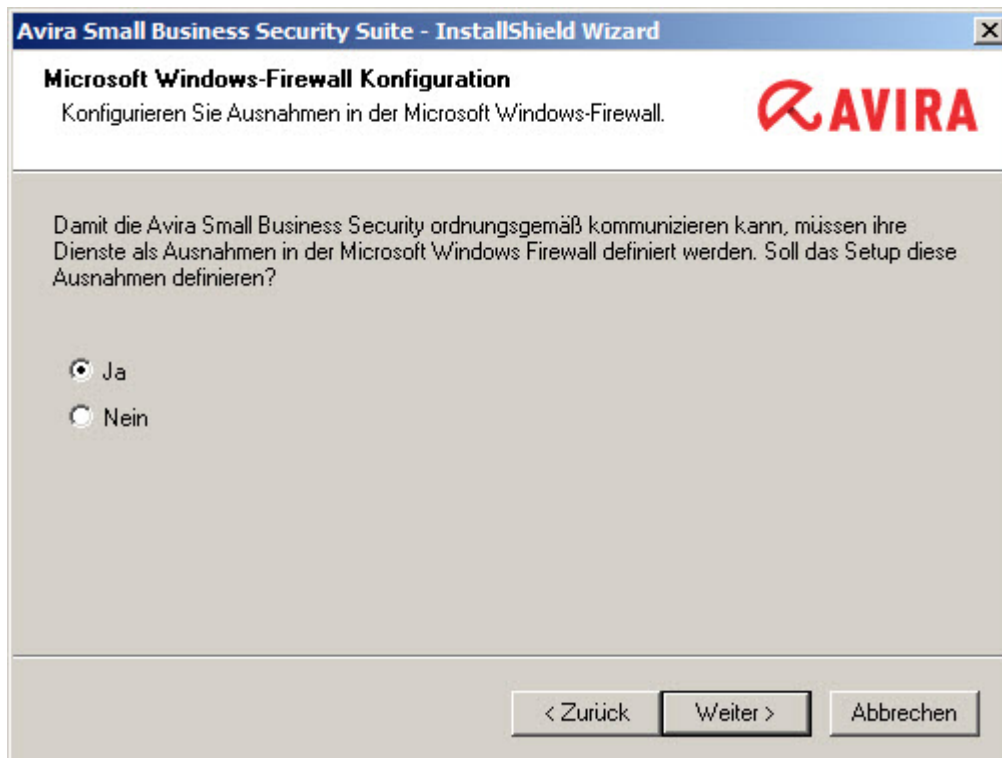 Avira Small Business Security Suite - InstallShield Wizard
Microsoft Windows-Firewall Konfiguration
Konfigurieren Sie Ausnahmen in der Microsoft Windows-Firewall.
AVIRA
Damit die Avira Small Business Security ordnungsgemäß kommunizieren kann, müssen ihre
Dienste als Ausnahmen in der Microsoft Windows Firewall definiert werden. Soll das Setup diese
Ausnahmen definieren?
Ja
Nein
< Zurück
Weiter >
Abbrechen